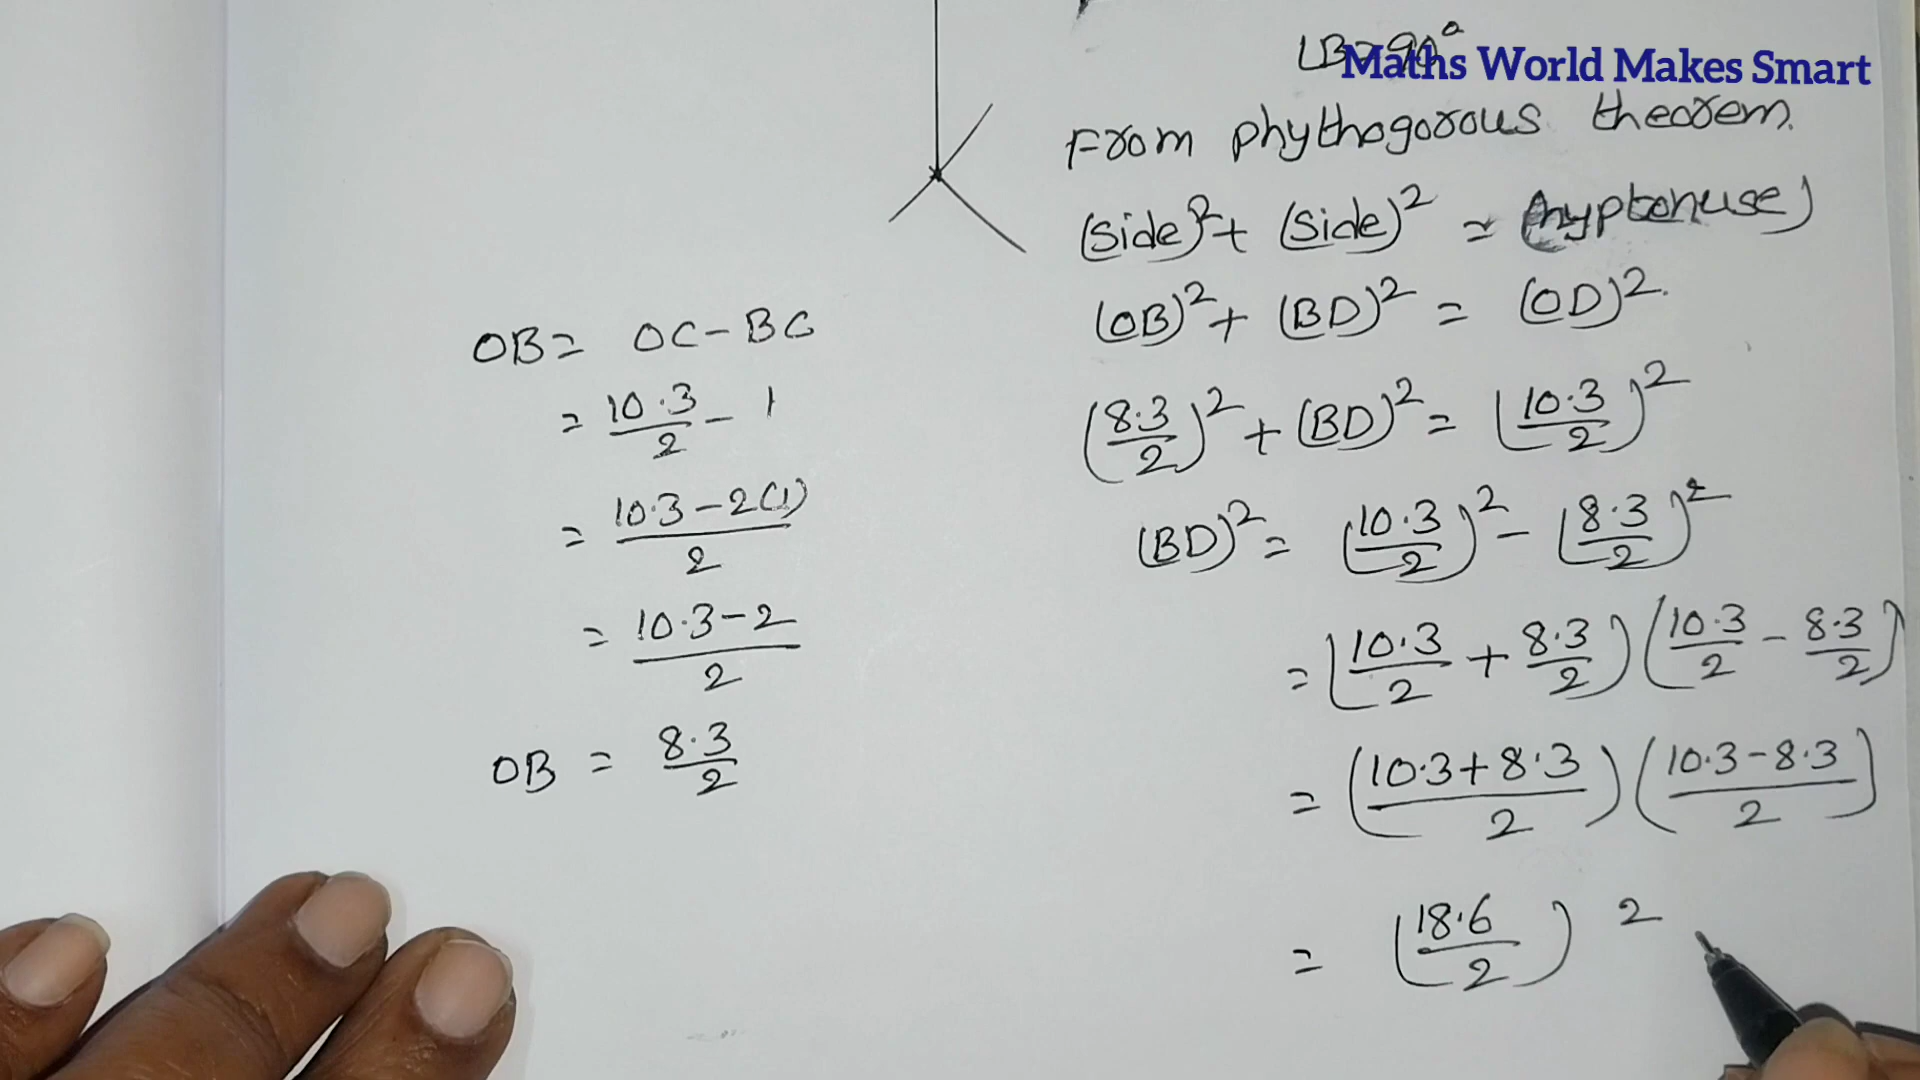 ∠B = 90°
Maths World Makes Smart
From phythogorous theorem.
(side)² + (side)² = (hyptenuse)
(OB)² + (BD)² = (OD)².
(8.3/2)² + (BD)² = (10.3/2)²
(BD)² = (10.3/2)² - (8.3/2)²
= (10.3/2 + 8.3/2) (10.3/2 - 8.3/2)
= (10.3+8.3/2) (10.3-8.3/2)
= (18.6/2) 2
OB = OC - BC
= 10.3/2 - 1
= 10.3-2(1)/2
= 10.3-2/2
OB = 8.3/2